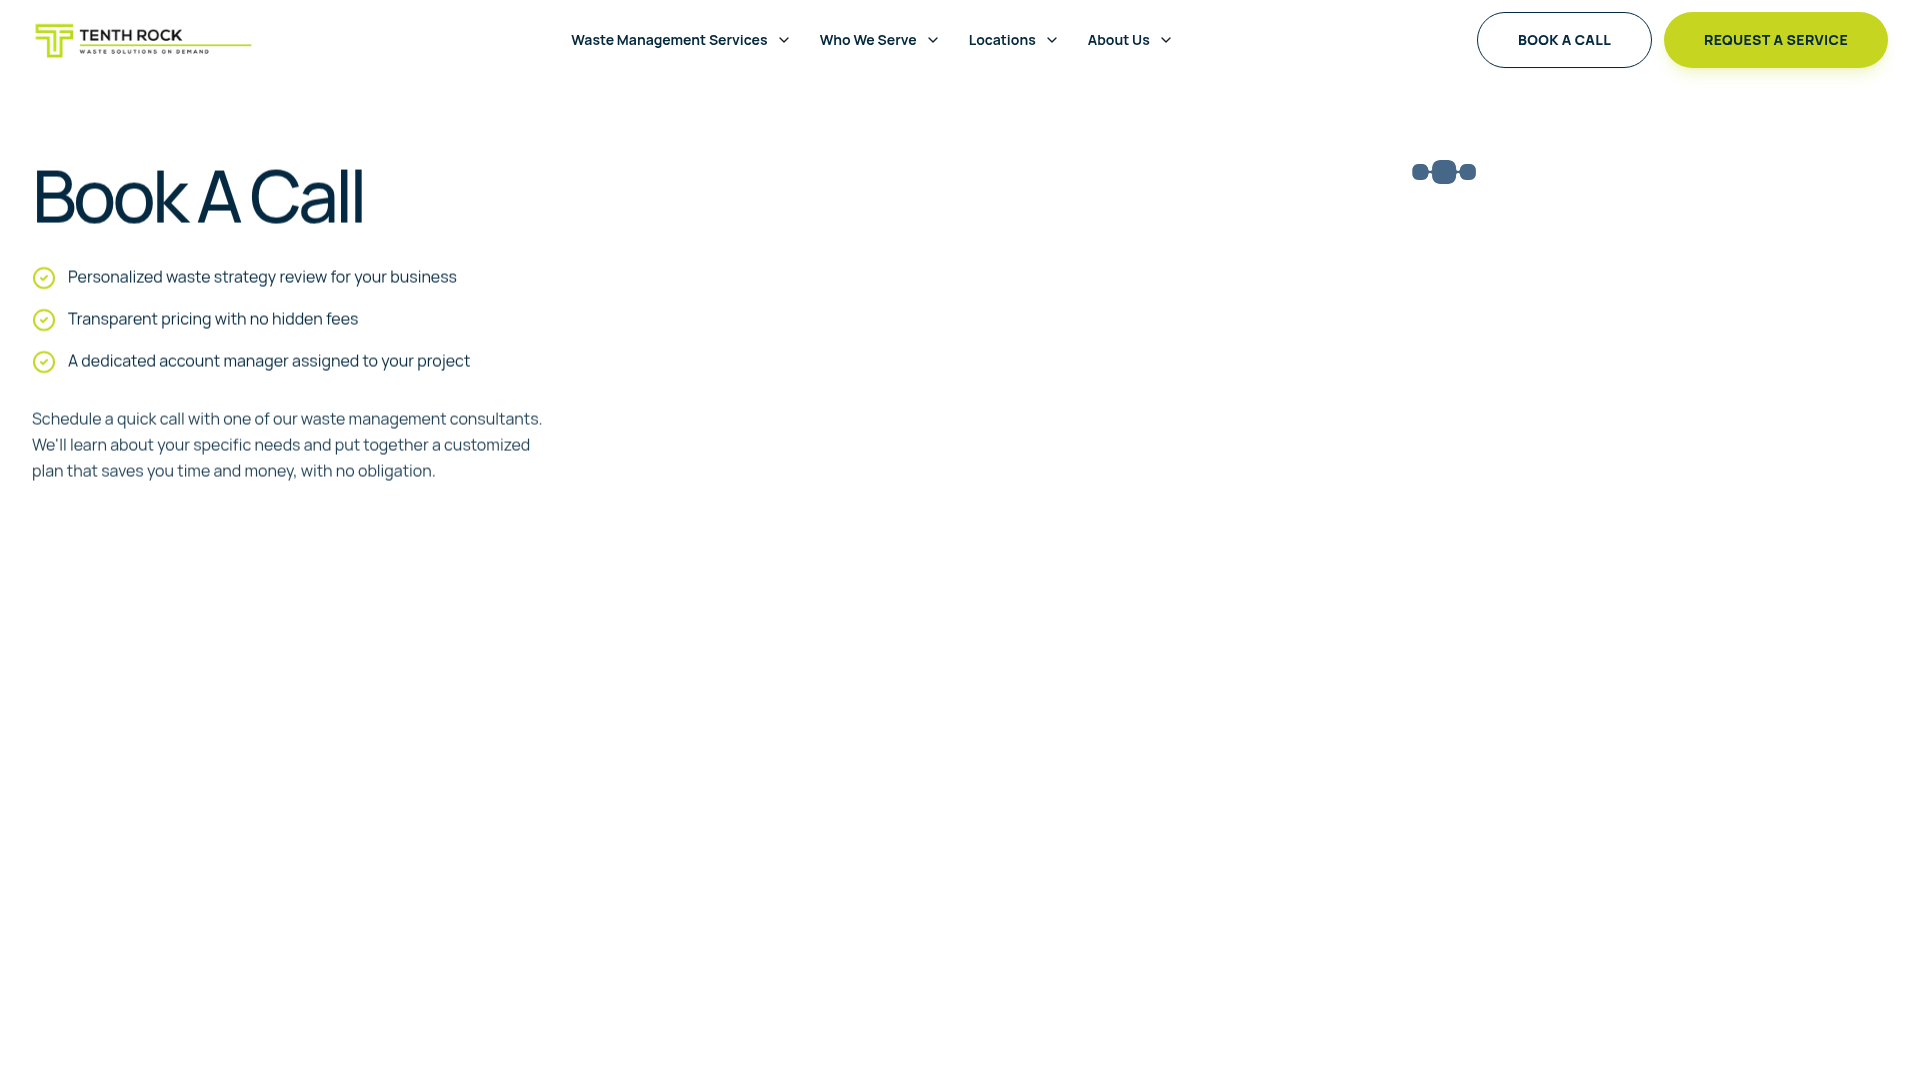 TENTH ROCK
WASTE SOLUTIONS ON DEMAND
Waste Management Services
Who We Serve
Locations
About Us
BOOK A CALL
REQUEST A SERVICE
Book A Call
Personalized waste strategy review for your business
Transparent pricing with no hidden fees
A dedicated account manager assigned to your project
Schedule a quick call with one of our waste management consultants.
We'll learn about your specific needs and put together a customized
plan that saves you time and money, with no obligation.